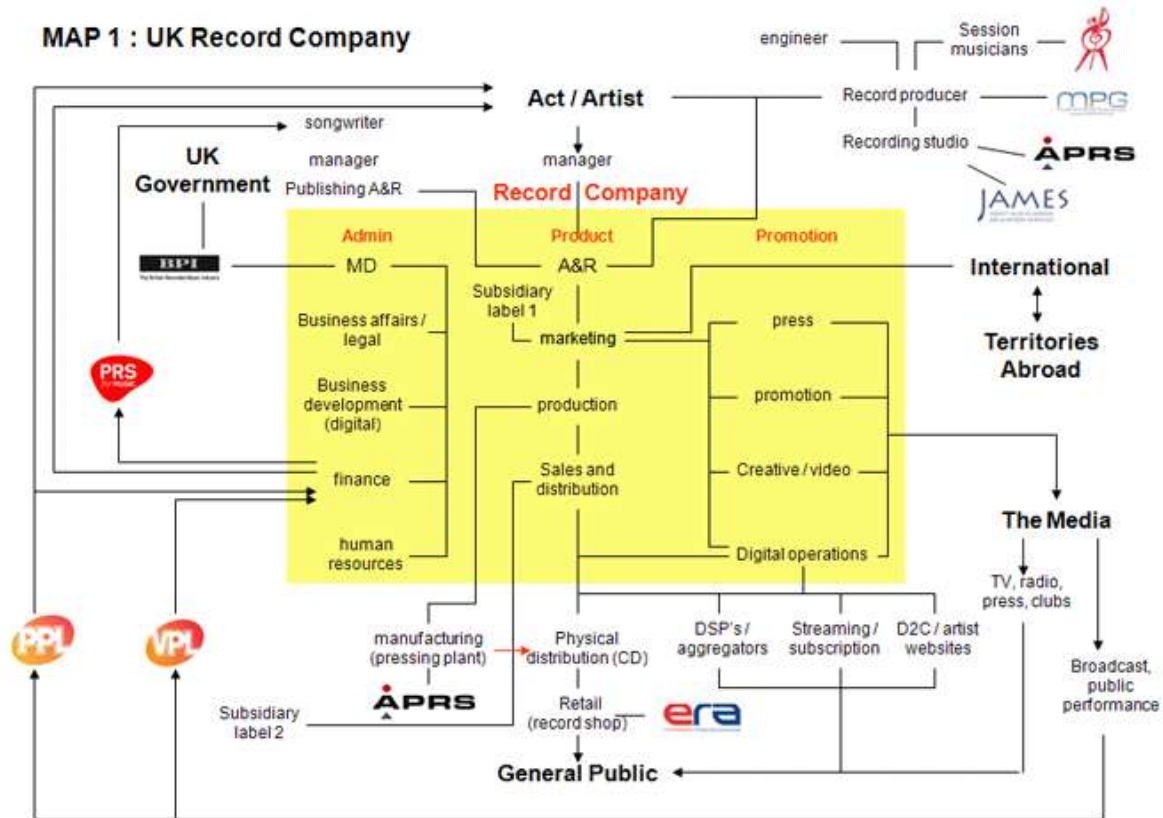 MAP 1 : UK Record Company
engineer
Session
musicians
Act / Artist
Record producer
MPG
songwriter
Recording studio
APRS
UK
Government
manager
manager
Publishing A&R
Record Company
JAMES
Admin
Product
Promotion
BPI
MD
A&R
International
Subsidiary
label 1
Business affairs /
legal
marketing
press
Territories
Abroad
PRS
for MUSIC
Business
development
(digital)
production
promotion
finance
Sales and
distribution
Creative / video
The Media
human
resources
Digital operations
TV, radio,
press, clubs
PPL
VPL
manufacturing
(pressing plant)
Physical
distribution (CD)
DSP's /
aggregators
Streaming /
subscription
D2C / artist
websites
Broadcast,
public
performance
APRS
Subsidiary
label 2
Retail
(record shop)
era
General Public